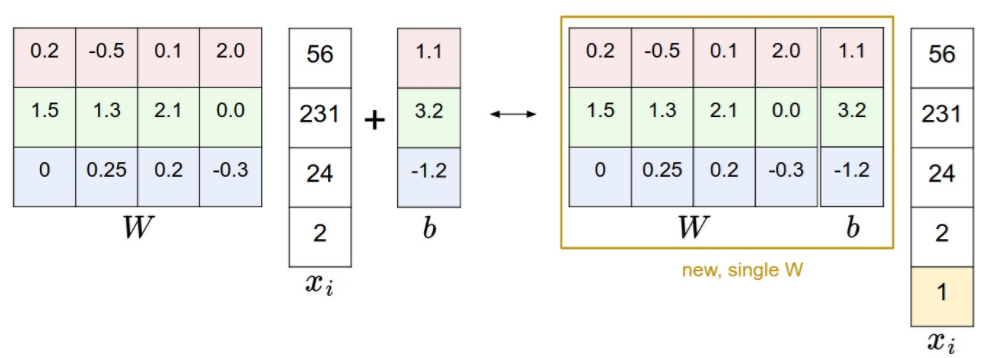 0.2 -0.5 0.1 2.0 56 1.1 0.2 -0.5 0.1 2.0 1.1 56
1.5 1.3 2.1 0.0 231 + 3.2 ↔ 1.5 1.3 2.1 0.0 3.2 231
0 0.25 0.2 -0.3 24 -1.2 0 0.25 0.2 -0.3 -1.2 24
W 2 b W b 2
x_i new, single W 1
x_i